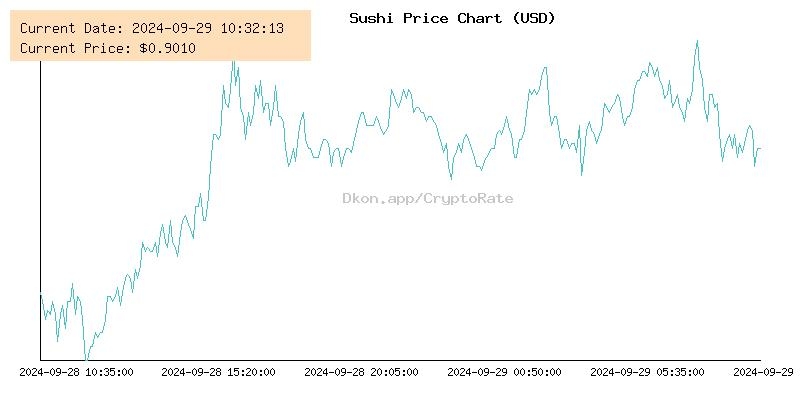 Sushi Price Chart (USD)
Current Date: 2024-09-29 10:32:13
Current Price: $0.9010
Dkon.app/CryptoRate
2024-09-28 10:35:00 2024-09-28 15:20:00 2024-09-28 20:05:00 2024-09-29 00:50:00 2024-09-29 05:35:00 2024-09-29